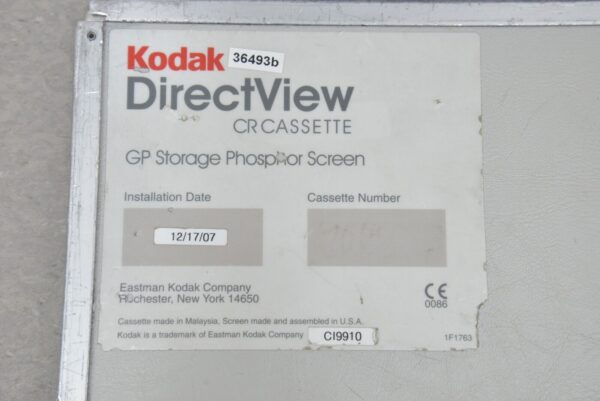 Kodak 36493b
DirectView
CR CASSETTE
GP Storage Phosphor Screen
Installation Date Cassette Number
12/17/07
Eastman Kodak Company
Rochester, New York 14650
CE
0086
Cassette made in Malaysia, Screen made and assembled in U.S.A.
Kodak is a trademark of Eastman Kodak Company CI9910 1F1763